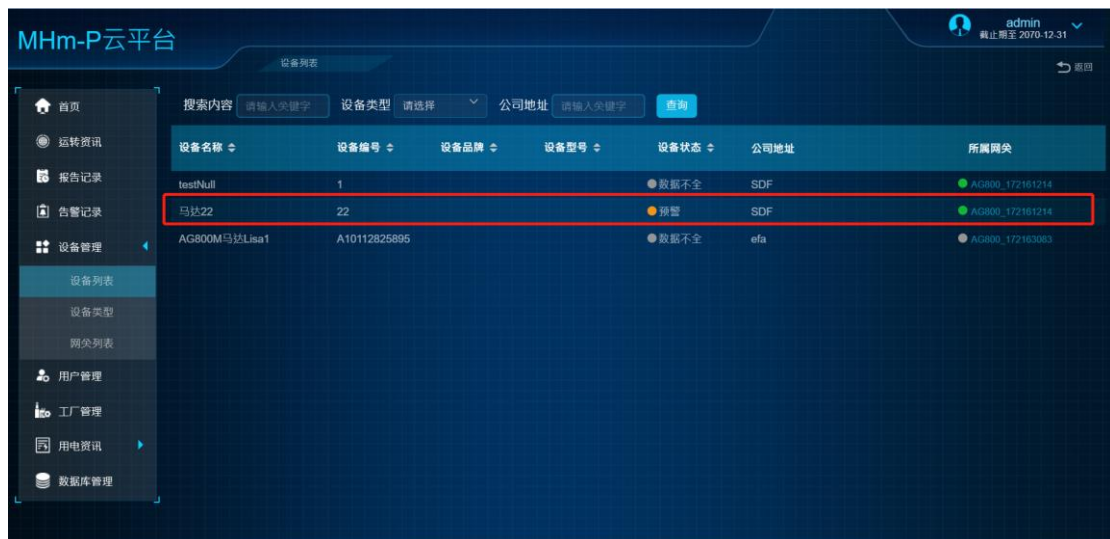 MHm-P云平台
admin
截止期至 2070-12-31
设备列表
返回
首页
运转资讯
报告记录
告警记录
设备管理
设备列表
设备类型
网关列表
用户管理
工厂管理
用电资讯
数据库管理
搜索内容 请输入关键字 设备类型 请选择 公司地址 请输入关键字 查询
设备名称 设备编号 设备品牌 设备型号 设备状态 公司地址 所属网关
testNull 1 数据不全 SDF AG800_172161214
马达22 22 预警 SDF AG800_172161214
AG800M马达Lisa1 A10112825895 数据不全 efa AG800_172163083